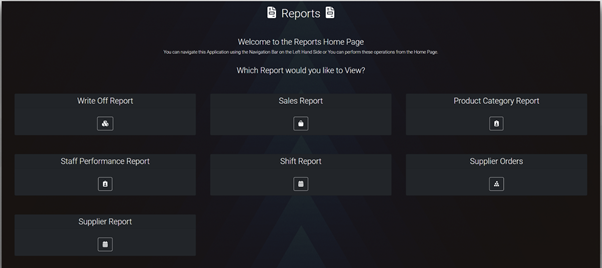 Reports
Welcome to the Reports Home Page
You can navigate this Application using the Navigation Bar on the Left Hand Side or You can perform these operations from the Home Page.
Which Report would you like to View?
Write Off Report
Sales Report
Product Category Report
Staff Performance Report
Shift Report
Supplier Orders
Supplier Report